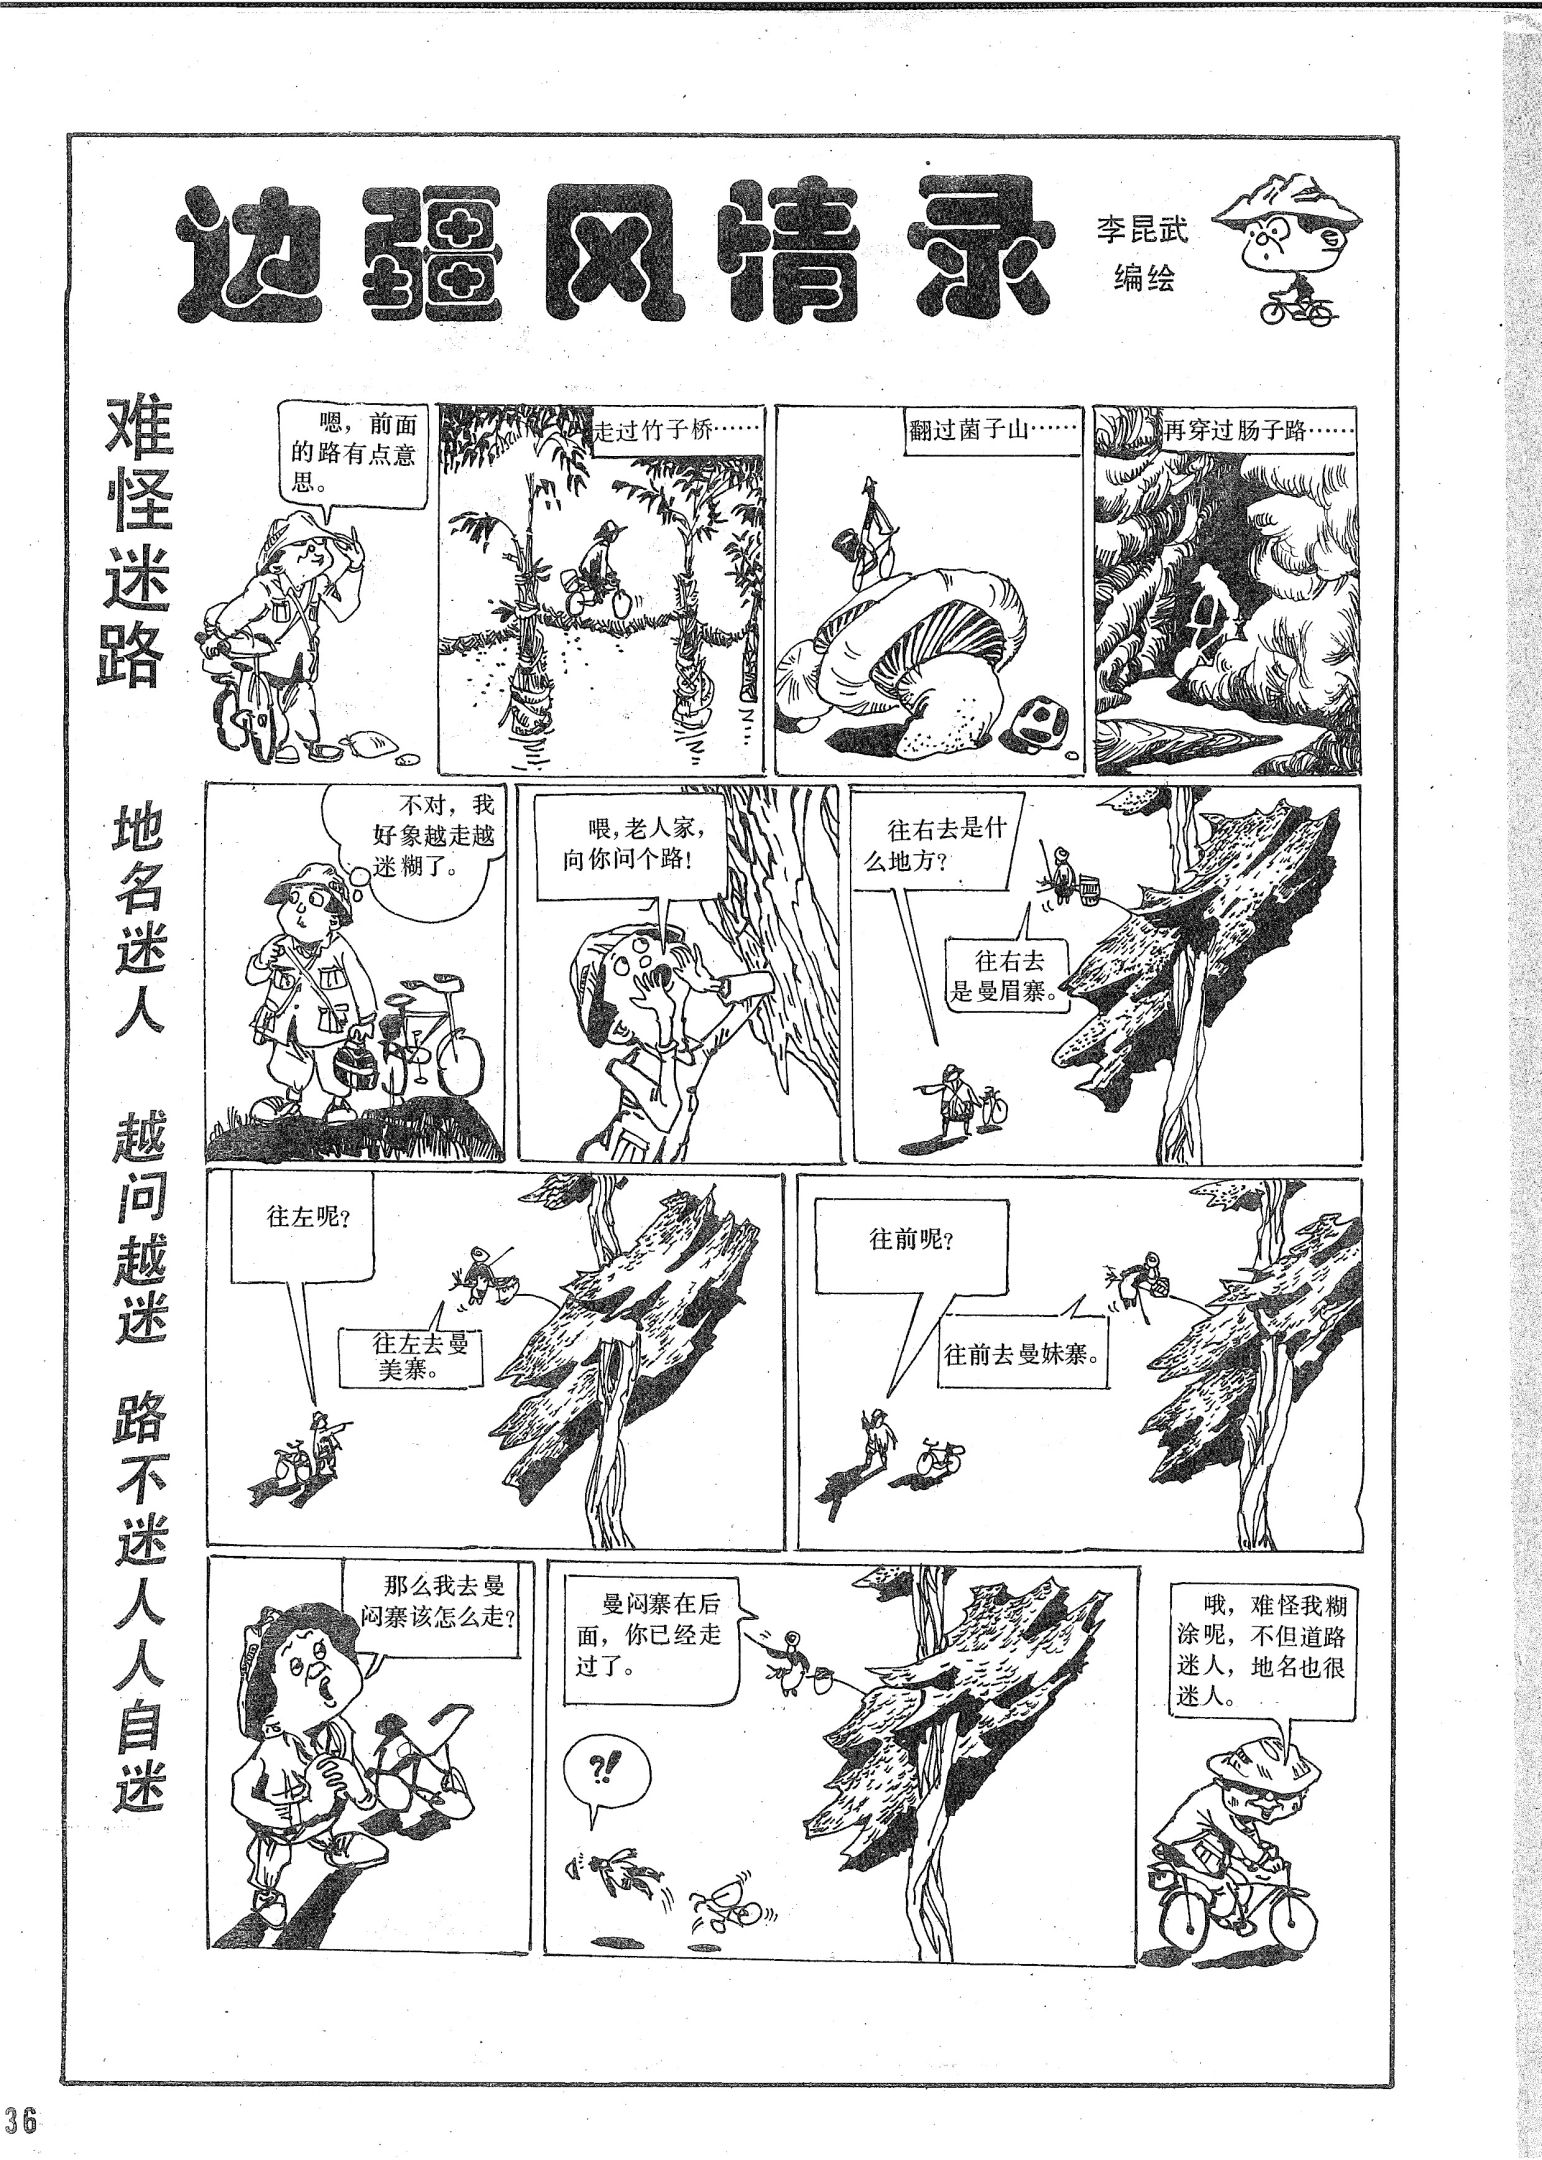 边疆风情录
李昆武
编绘
难怪迷路
地名迷人 越问越迷 路不迷人人自迷
嗯，前面
的路有点意
思。
走过竹子桥……
翻过菌子山……
再穿过肠子路……
不对，我
好象越走越
迷糊了。
喂，老人家，
向你问个路！
往右去是什
么地方？
往右去
是曼眉寨。
往左呢？
往左去曼
美寨。
往前呢？
往前去曼妹寨。
那么我去曼
闷寨该怎么走？
曼闷寨在后
面，你已经走
过了。
?!
哦，难怪我糊
涂呢，不但道路
迷人，地名也很
迷人。
36